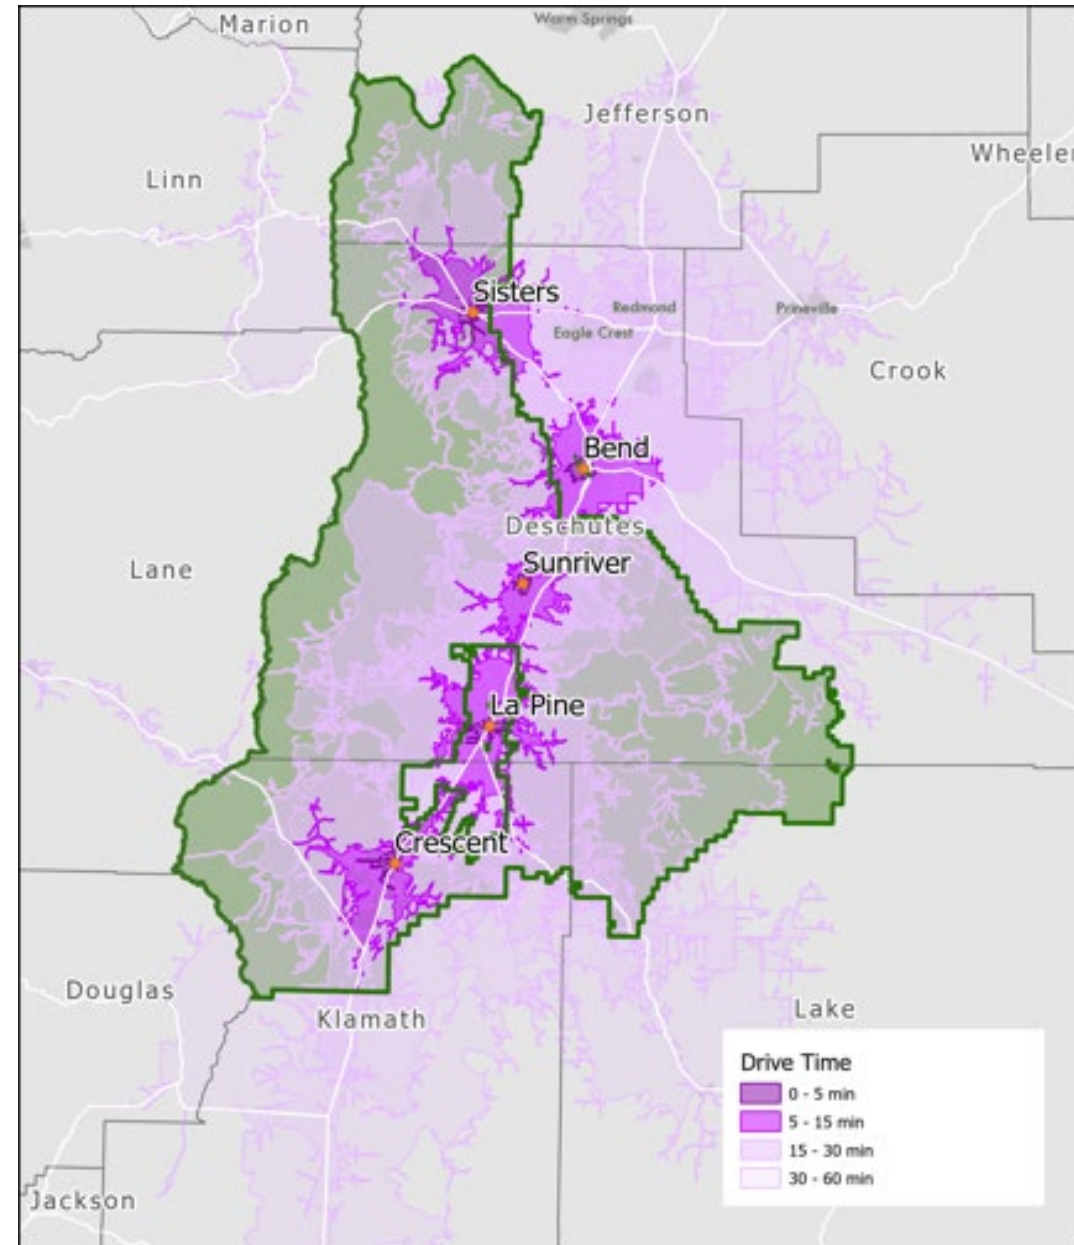 Marion
Warm Springs
Jefferson
Wheeler
Linn
Sisters
Redmond
Prineville
Eagle Crest
Crook
Bend
Deschutes
Sunriver
Lane
La Pine
Crescent
Douglas
Klamath
Lake
Drive Time
0 - 5 min
5 - 15 min
15 - 30 min
30 - 60 min
Jackson